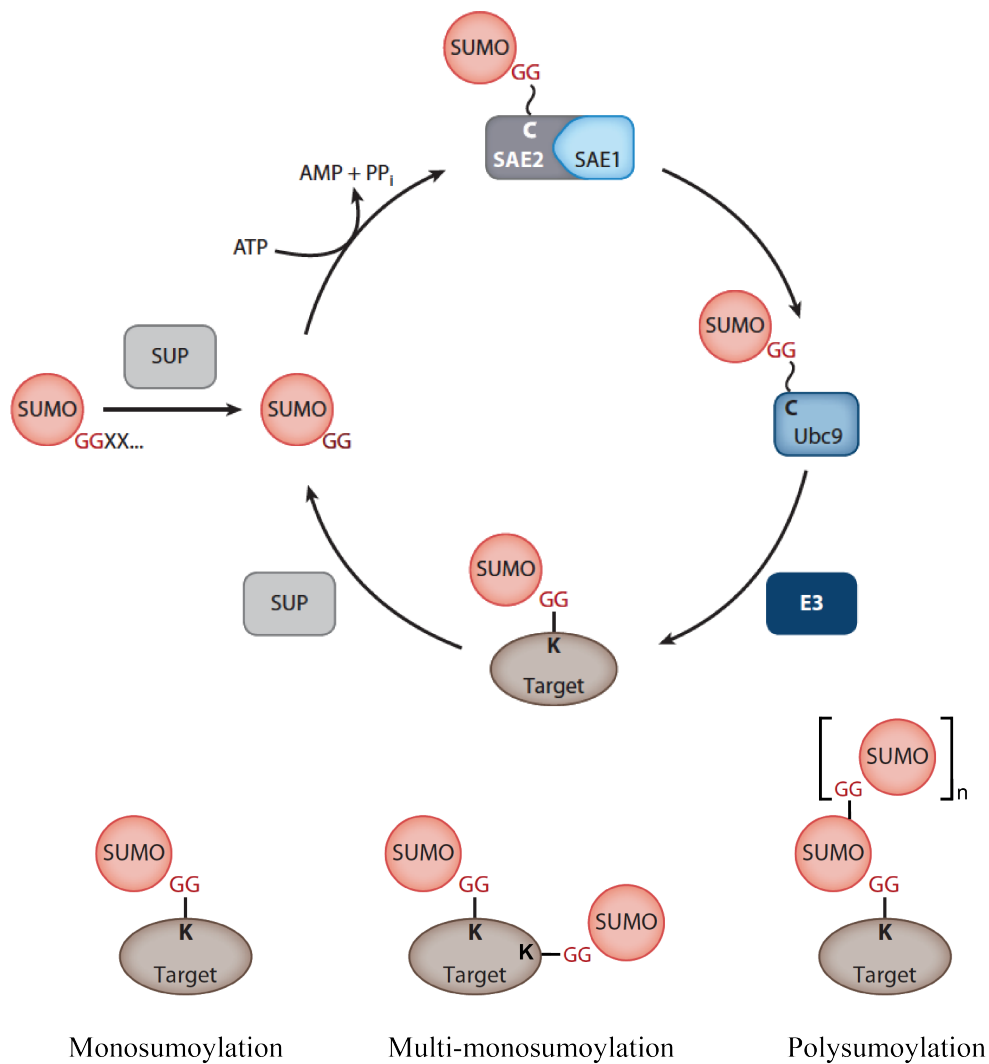 SUMO
GG
C
SAE2 SAE1
AMP + PPi
ATP
SUMO
GG
C
Ubc9
SUP
SUMO
GGXX...
SUMO
GG
SUMO
GG
K
Target
SUP
E3
SUMO
GG
K
Target
SUMO
GG
K
Target
K
GG
SUMO
SUMO
GG
n
SUMO
GG
K
Target
Monosumoylation
Multi-monosumoylation
Polysumoylation